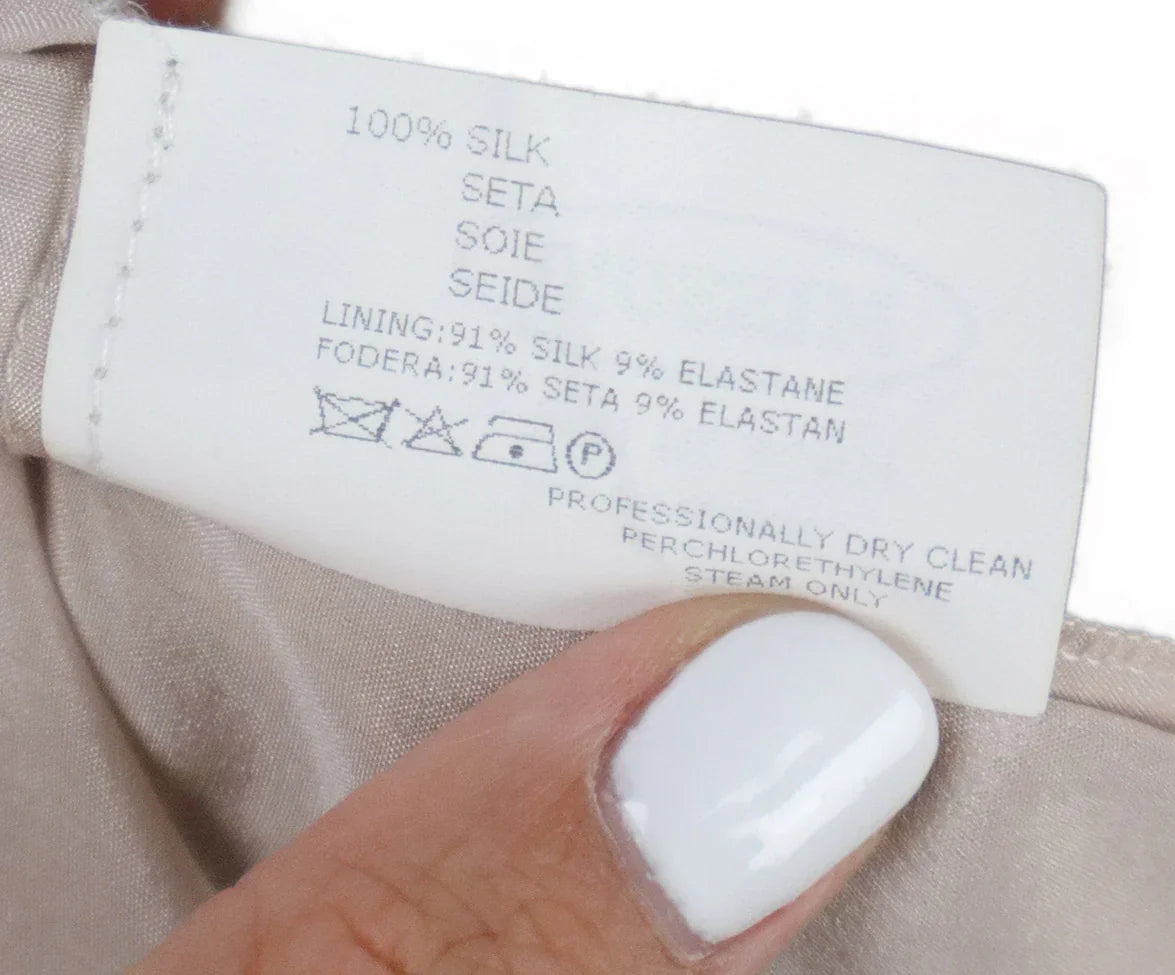 100% SILK
SETA
SOIE
SEIDE
LINING:91% SILK 9% ELASTANE
FODERA:91% SETA 9% ELASTAN
P
PROFESSIONALLY DRY CLEAN
PERCHLORETHYLENE
STEAM ONLY